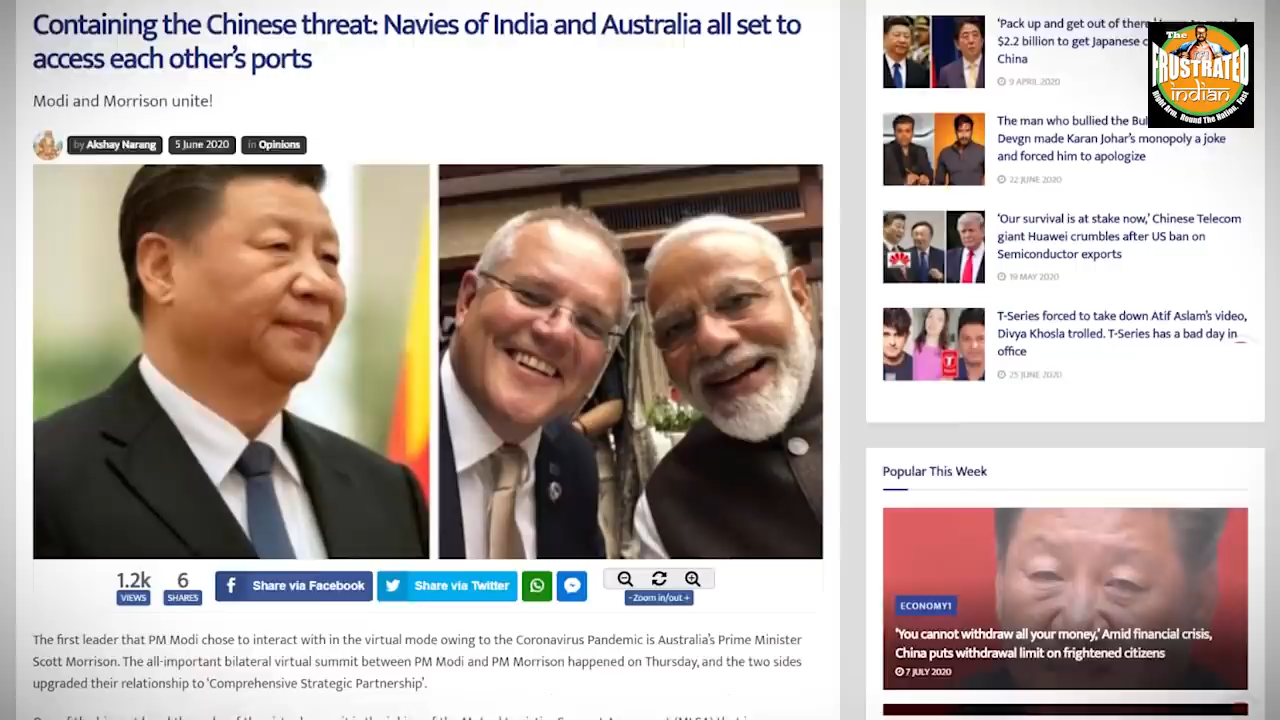 Containing the Chinese threat: Navies of India and Australia all set to
access each other's ports
Modi and Morrison unite!
by Akshay Narang
5 June 2020
in Opinions
1.2k
VIEWS
6
SHARES
Share via Facebook
Share via Twitter
-Zoom in/out +
The first leader that PM Modi chose to interact with in the virtual mode owing to the Coronavirus Pandemic is Australia's Prime Minister
Scott Morrison. The all-important bilateral virtual summit between PM Modi and PM Morrison happened on Thursday, and the two sides
upgraded their relationship to 'Comprehensive Strategic Partnership'.
'Pack up and get out of there
$2.2 billion to get Japanese
China
9 APRIL 2020
The man who bullied the
Devgn made Karan Johar's monopoly a joke
and forced him to apologize
22 JUNE 2020
'Our survival is at stake now,' Chinese Telecom
giant Huawei crumbles after US ban on
Semiconductor exports
19 MAY 2020
T-Series forced to take down Atif Aslam's video,
Divya Khosla trolled. T-Series has a bad day in
office
25 JUNE 2020
Popular This Week
ECONOMY1
'You cannot withdraw all your money,' Amid financial crisis,
China puts withdrawal limit on frightened citizens
7 JULY 2020
The
FRUSTRATED
indian
Right Arm, Round The Nation, Fast